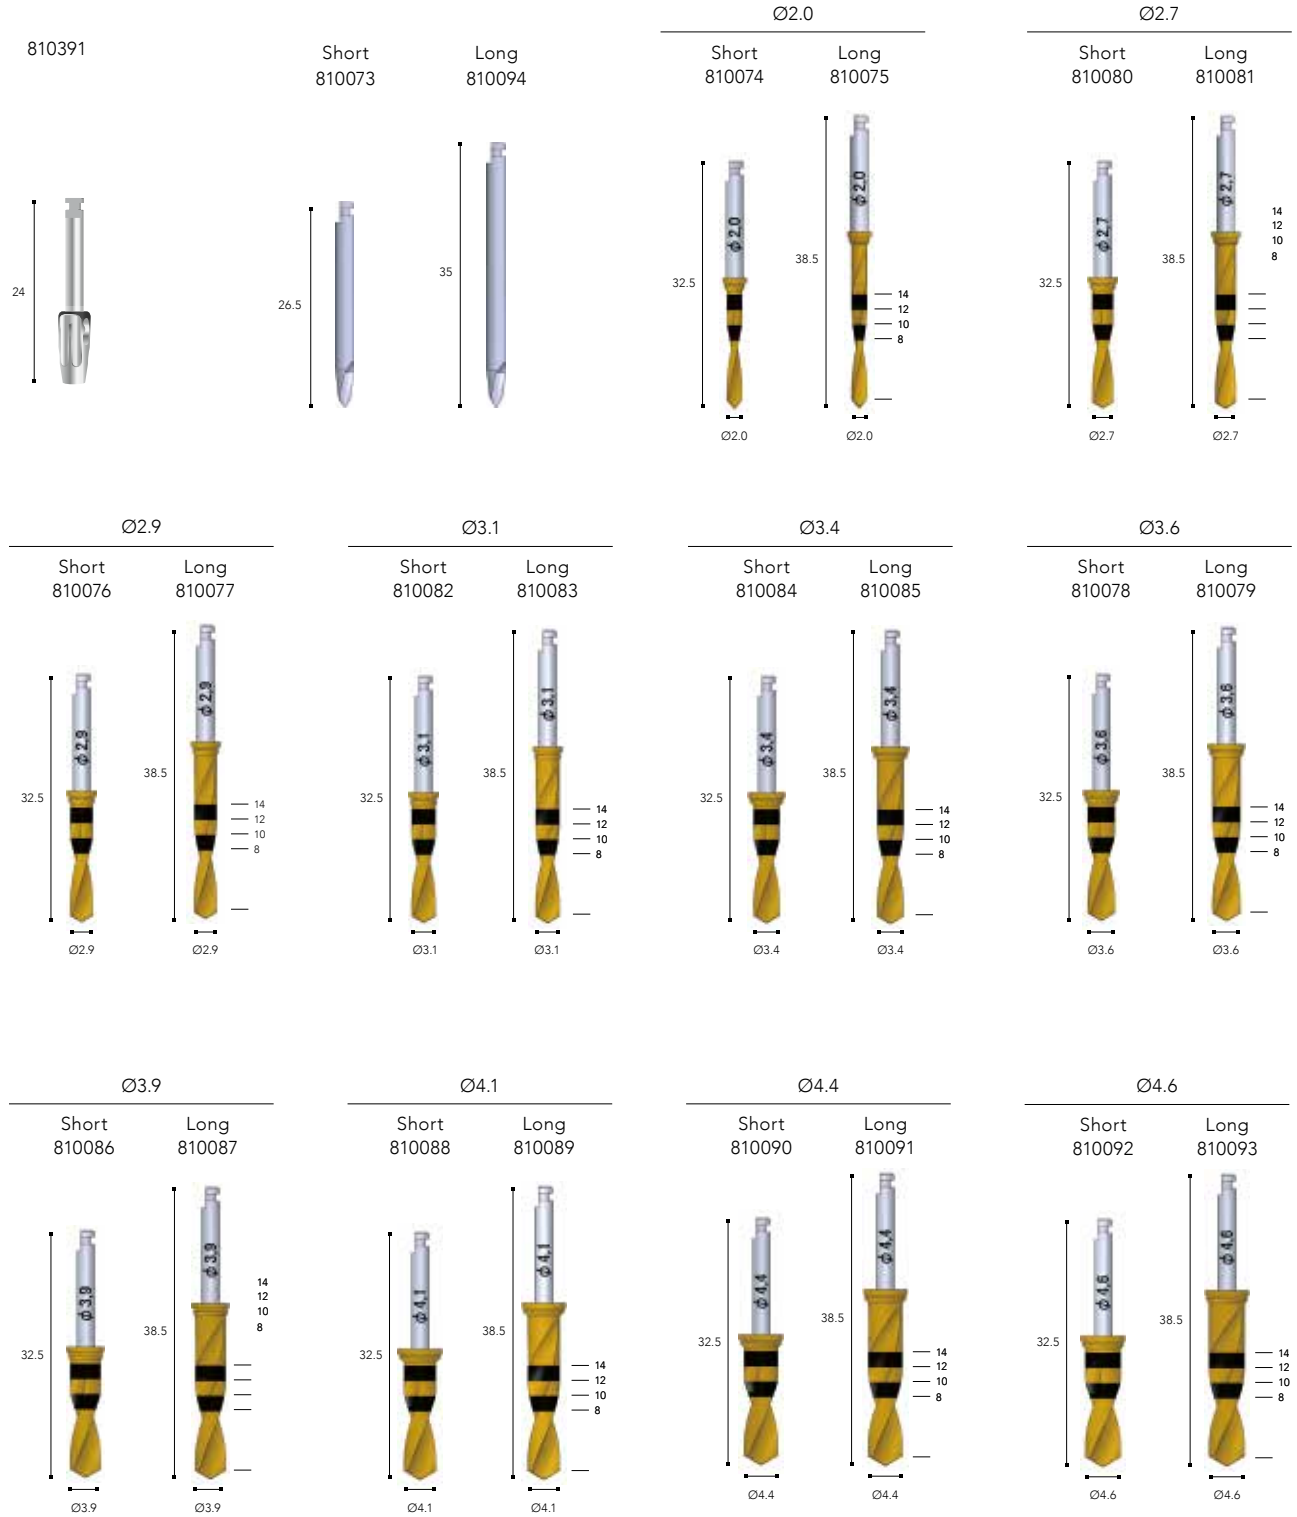 810391
24
Short
810073
26.5
Long
810094
35
Ø2.0
Short
810074
32.5
ϕ2.0
Ø2.0
Long
810075
38.5
ϕ2,0
14
12
10
8
Ø2.0
Ø2.7
Short
810080
32.5
ϕ2,7
Ø2.7
Long
810081
38.5
ϕ2,7
14
12
10
8
Ø2.7
Ø2.9
Short
810076
32.5
ϕ2,9
Ø2.9
Long
810077
38.5
ϕ2,9
14
12
10
8
Ø2.9
Ø3.1
Short
810082
32.5
ϕ3,1
Ø3.1
Long
810083
38.5
ϕ3,1
14
12
10
8
Ø3.1
Ø3.4
Short
810084
32.5
ϕ3,4
Ø3.4
Long
810085
38.5
ϕ3,4
14
12
10
8
Ø3.4
Ø3.6
Short
810078
32.5
ϕ3,6
Ø3.6
Long
810079
38.5
ϕ3,6
14
12
10
8
Ø3.6
Ø3.9
Short
810086
32.5
ϕ3,9
Ø3.9
Long
810087
38.5
ϕ3,9
14
12
10
8
Ø3.9
Ø4.1
Short
810088
32.5
ϕ4,1
Ø4.1
Long
810089
38.5
ϕ4,1
14
12
10
8
Ø4.1
Ø4.4
Short
810090
32.5
ϕ4,4
Ø4.4
Long
810091
38.5
ϕ4,4
14
12
10
8
Ø4.4
Ø4.6
Short
810092
32.5
ϕ4,6
Ø4.6
Long
810093
38.5
ϕ4,6
14
12
10
8
Ø4.6